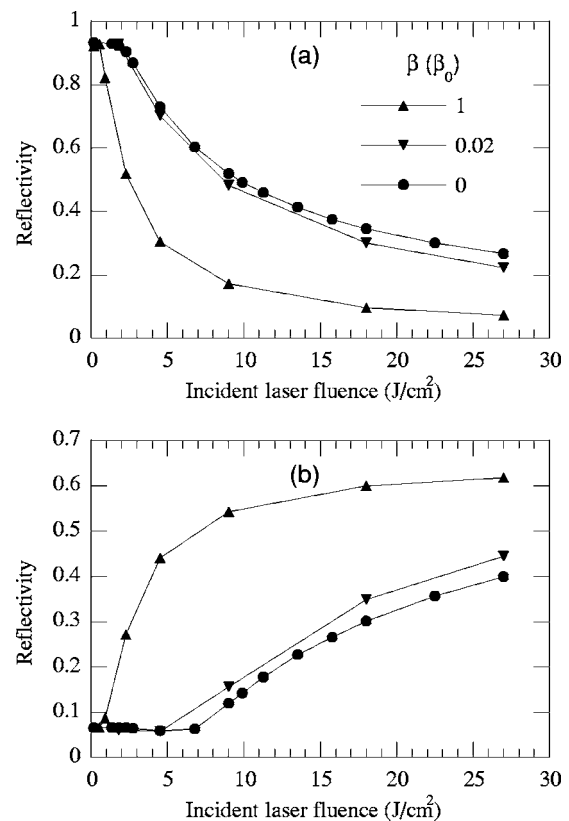 1
0.8
0.6
0.4
0.2
0
Reflectivity
(a)
β (β₀)
1
0.02
0
0 5 10 15 20 25 30
Incident laser fluence (J/cm²)
0.7
0.6
0.5
0.4
0.3
0.2
0.1
0
Reflectivity
(b)
0 5 10 15 20 25 30
Incident laser fluence (J/cm²)